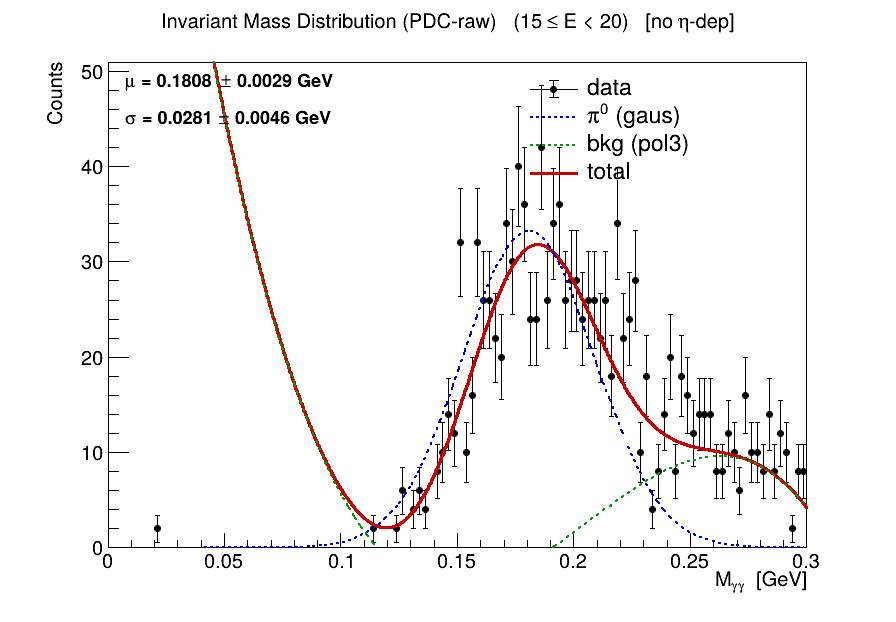 Invariant Mass Distribution (PDC-raw) (15 ≤ E < 20) [no η-dep]
Counts
50
40
30
20
10
0
μ = 0.1808 ± 0.0029 GeV
σ = 0.0281 ± 0.0046 GeV
data
π⁰ (gaus)
bkg (pol3)
total
0 0.05 0.1 0.15 0.2 0.25 0.3
Mγγ [GeV]